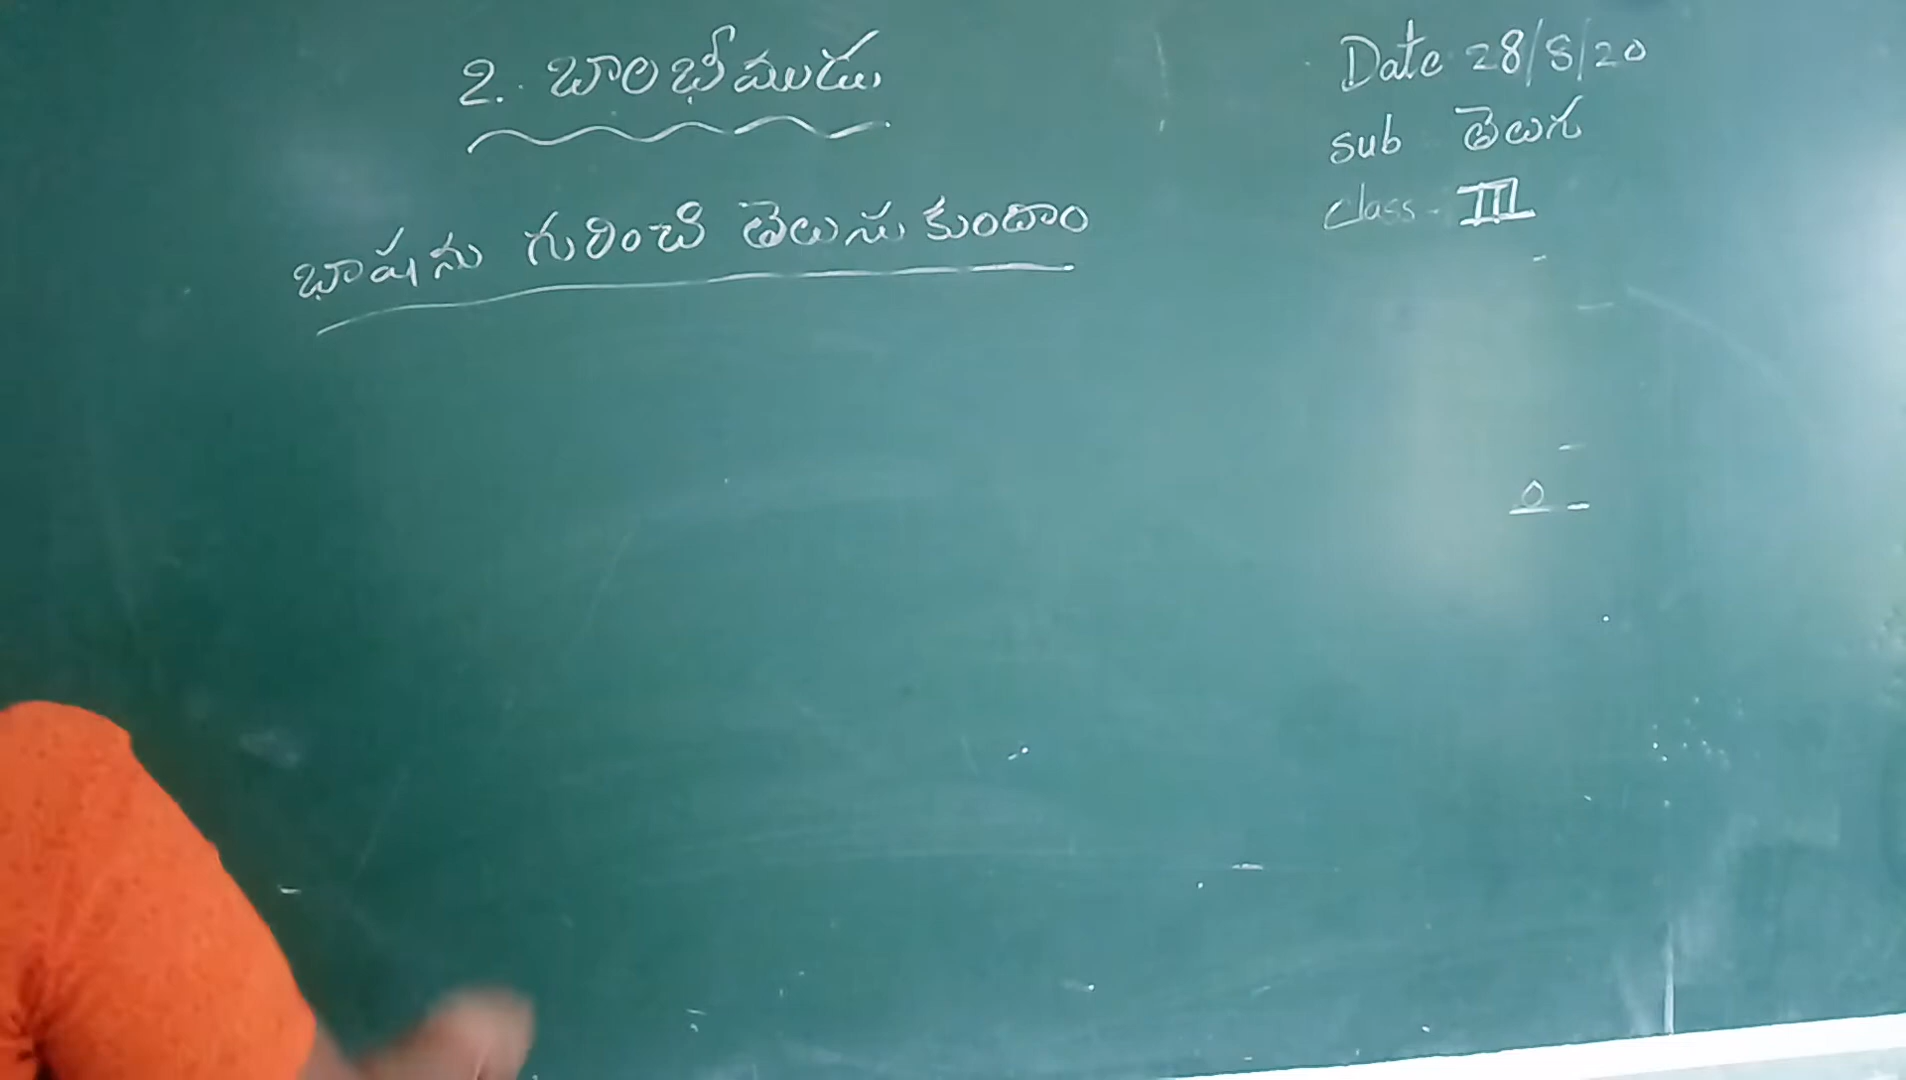 2. బాలభీముడు
భాషను గురించి తెలుసుకుందాం
Date 28/8/20
sub తెలుగు
class - III